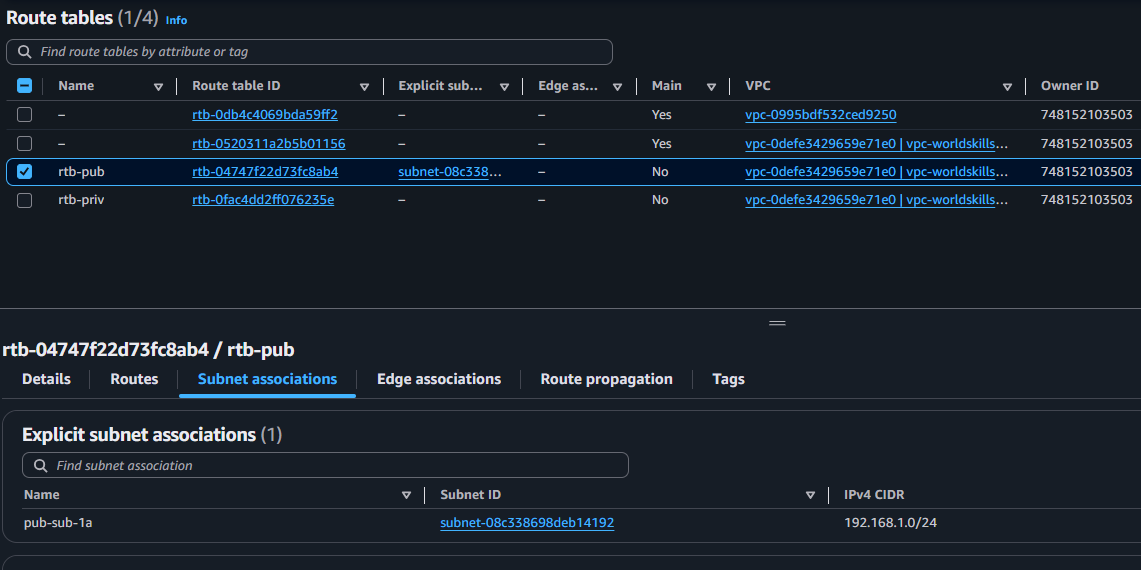 Route tables (1/4) Info
Find route tables by attribute or tag
Name Route table ID Explicit sub... Edge as... Main VPC Owner ID
– rtb-0db4c4069bda59ff2 – – Yes vpc-0995bdf532ced9250 748152103503
– rtb-0520311a2b5b01156 – – Yes vpc-0defe3429659e71e0 | vpc-worldskills... 748152103503
rtb-pub rtb-04747f22d73fc8ab4 subnet-08c338... – No vpc-0defe3429659e71e0 | vpc-worldskills... 748152103503
rtb-priv rtb-0fac4dd2ff076235e – – No vpc-0defe3429659e71e0 | vpc-worldskills... 748152103503
rtb-04747f22d73fc8ab4 / rtb-pub
Details Routes Subnet associations Edge associations Route propagation Tags
Explicit subnet associations (1)
Find subnet association
Name Subnet ID IPv4 CIDR
pub-sub-1a subnet-08c338698deb14192 192.168.1.0/24